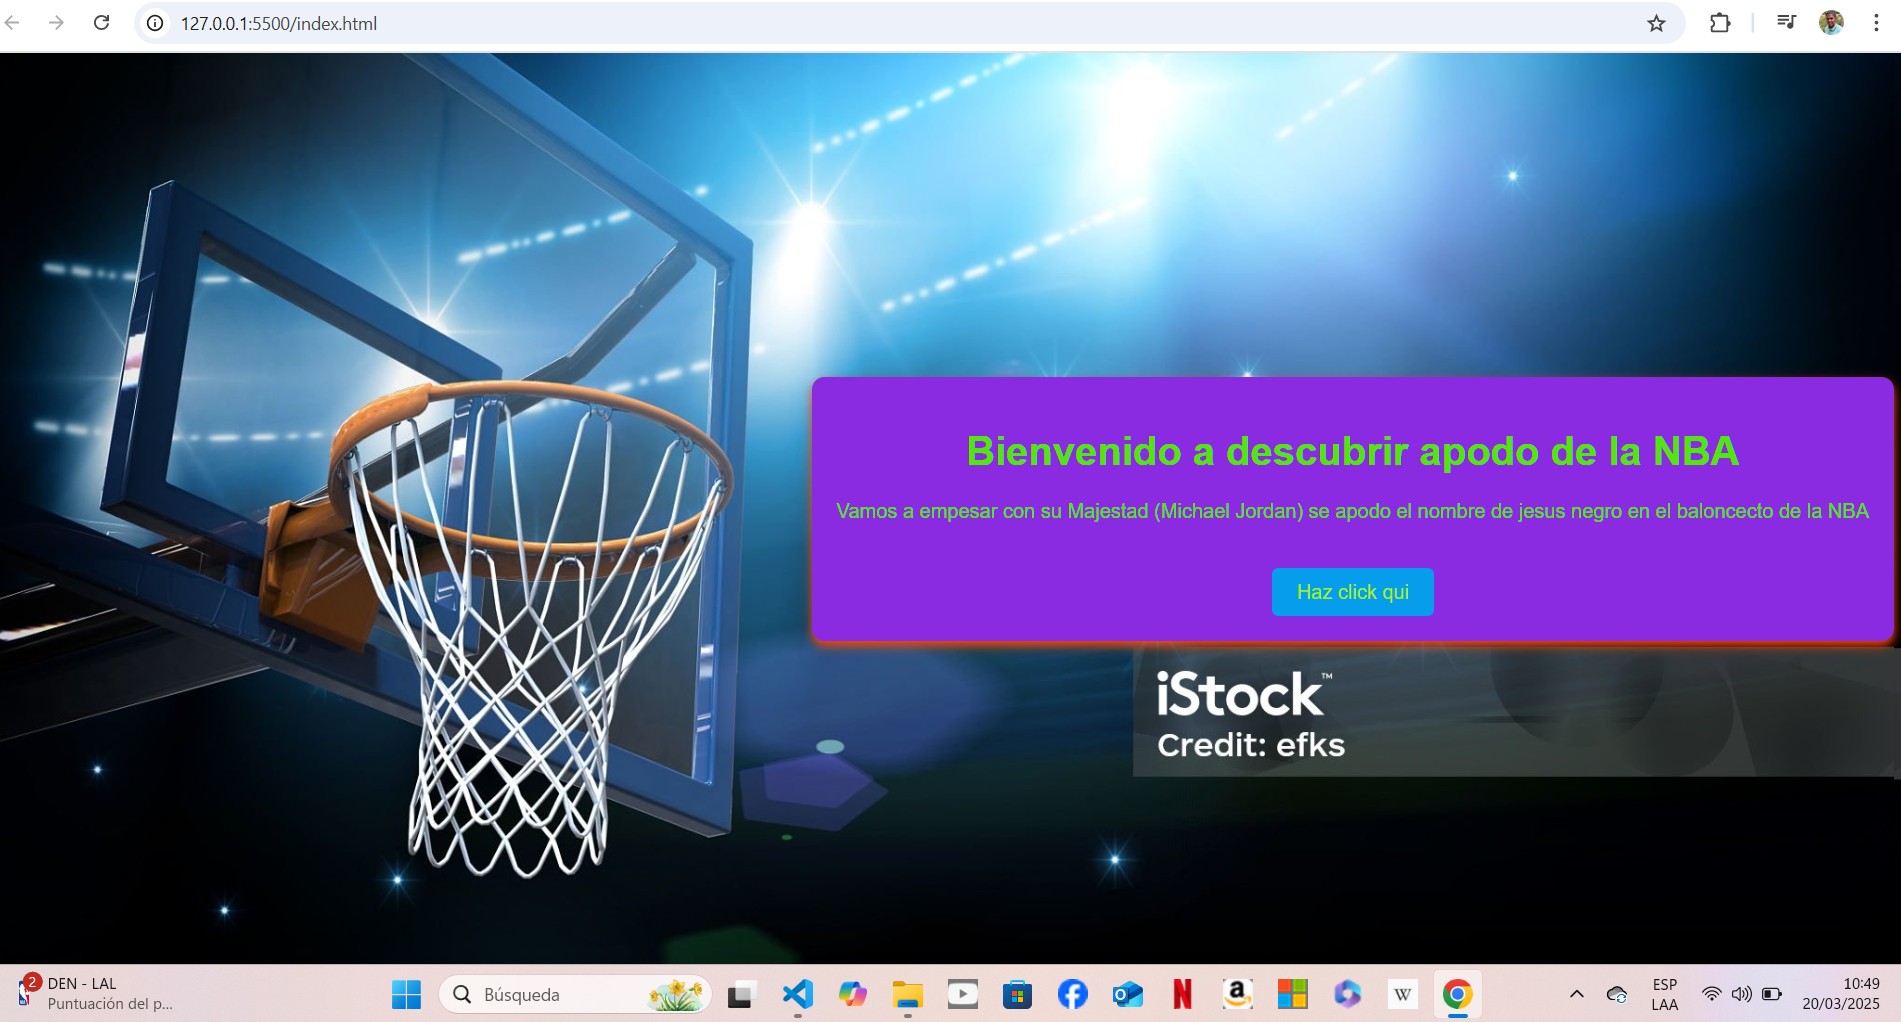 127.0.0.1:5500/index.html
Bienvenido a descubrir apodo de la NBA
Vamos a empesar con su Majestad (Michael Jordan) se apodo el nombre de jesus negro en el baloncecto de la NBA
Haz click qui
iStock™
Credit: efks
2
DEN - LAL
Puntuación del p...
Búsqueda
a
W
ESP
LAA
10:49
20/03/2025